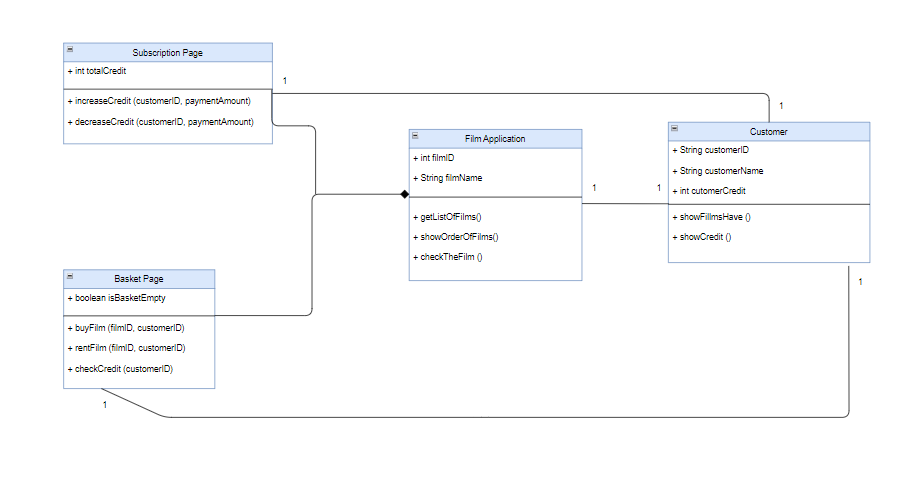 Subscription Page
+ int totalCredit
+ increaseCredit (customerID, paymentAmount)
+ decreaseCredit (customerID, paymentAmount)
1
1
Film Application
+ int filmID
+ String filmName
+ getListOfFilms()
+ showOrderOfFilms()
+ checkTheFilm ()
1
1
Customer
+ String customerID
+ String customerName
+ int cutomerCredit
+ showFillmsHave ()
+ showCredit ()
1
Basket Page
+ boolean isBasketEmpty
+ buyFilm (filmID, customerID)
+ rentFilm (filmID, customerID)
+ checkCredit (customerID)
1